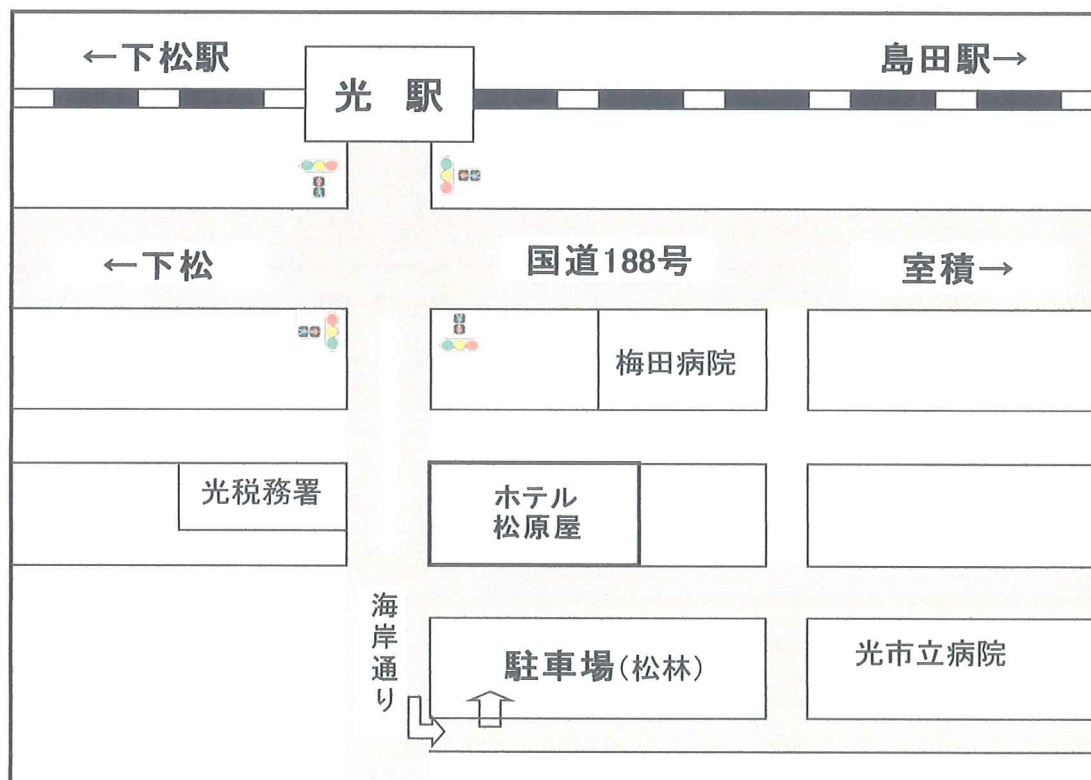 ←下松駅
島田駅→
光 駅
←下松
国道188号
室積→
梅田病院
光税務署
ホテル
松原屋
海岸通り
駐車場(松林)
光市立病院